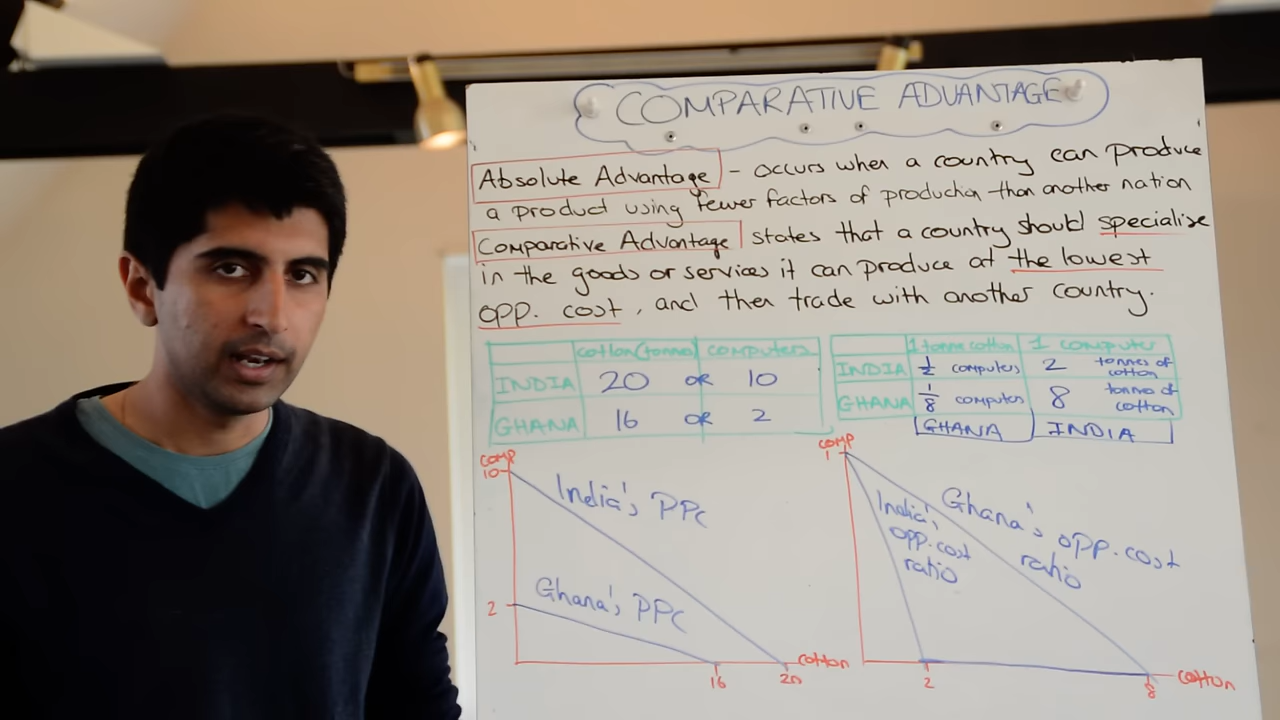 COMPARATIVE ADVANTAGE
Absolute Advantage - occurs when a country can produce
a product using fewer factors of production than another nation
Comparative Advantage states that a country should specialise
in the goods or services it can produce at the lowest
opp. cost, and then trade with another country.
cotton (tonnes) computers
INDIA 20 OR 10
GHANA 16 OR 2
1 tonne cotton 1 computer
INDIA 1/2 computers 2 tonnes of cotton
GHANA 1/8 computer 8 tonnes of cotton
GHANA INDIA
comp
10
India's PPC
Ghana's PPC
2
16 20 cotton
comp
1
India's
opp. cost
ratio
Ghana's opp. cost
ratio
2 8 cotton